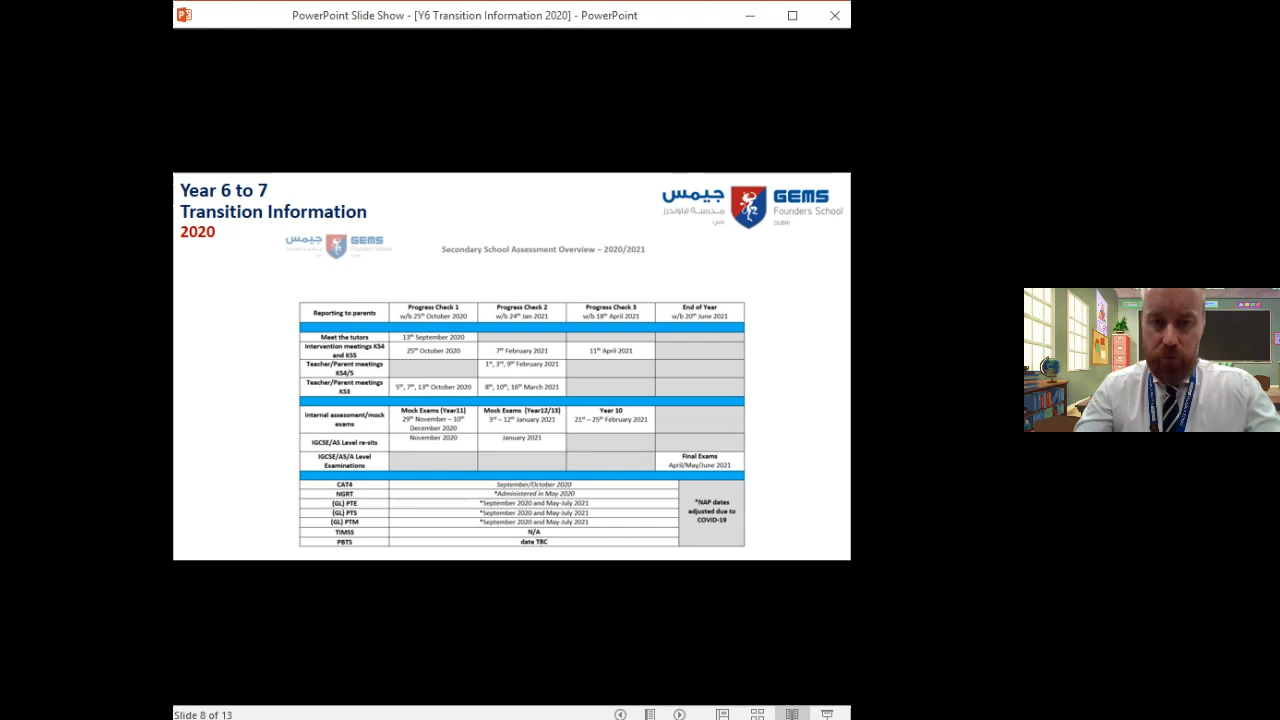 PowerPoint Slide Show - [Y6 Transition Information 2020] - PowerPoint
Year 6 to 7
Transition Information
2020
جيمس GEMS
مدرسة فاوندرز Founders School
دبي DUBAI
جيمس GEMS
Founders School
Secondary School Assessment Overview – 2020/2021
Reporting to parents
Progress Check 1
w/b 25th October 2020
Progress Check 2
w/b 24th Jan 2021
Progress Check 3
w/b 18th April 2021
End of Year
w/b 20th June 2021
Meet the tutors
13th September 2020
Intervention meetings KS4
and KS5
25th October 2020
7th February 2021
11th April 2021
Teacher/Parent meetings
KS4/5
1st, 3rd, 9th February 2021
Teacher/Parent meetings
KS3
5th, 7th, 13th October 2020
8th, 10th, 16th March 2021
Internal assessment/mock
exams
Mock Exams (Year11)
29th November – 10th
December 2020
Mock Exams (Year12/13)
3rd – 12th January 2021
Year 10
21st – 25th February 2021
IGCSE/AS Level re-sits
November 2020
January 2021
IGCSE/AS/A Level
Examinations
Final Exams
April/May/June 2021
CAT4
September/October 2020
NGRT
*Administered in May 2020
(GL) PTE
*September 2020 and May-July 2021
(GL) PTS
*September 2020 and May-July 2021
(GL) PTM
*September 2020 and May-July 2021
TIMSS
N/A
PBTS
date TBC
*NAP dates
adjusted due to
COVID-19
Slide 8 of 13